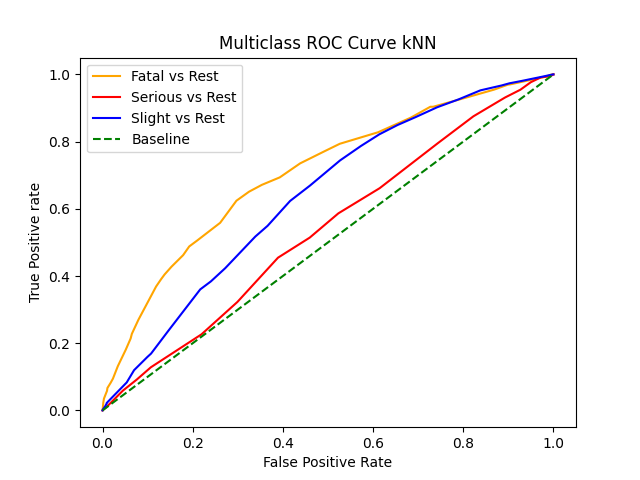 Multiclass ROC Curve kNN
Fatal vs Rest
Serious vs Rest
Slight vs Rest
Baseline
True Positive rate
1.0
0.8
0.6
0.4
0.2
0.0
0.0 0.2 0.4 0.6 0.8 1.0
False Positive Rate